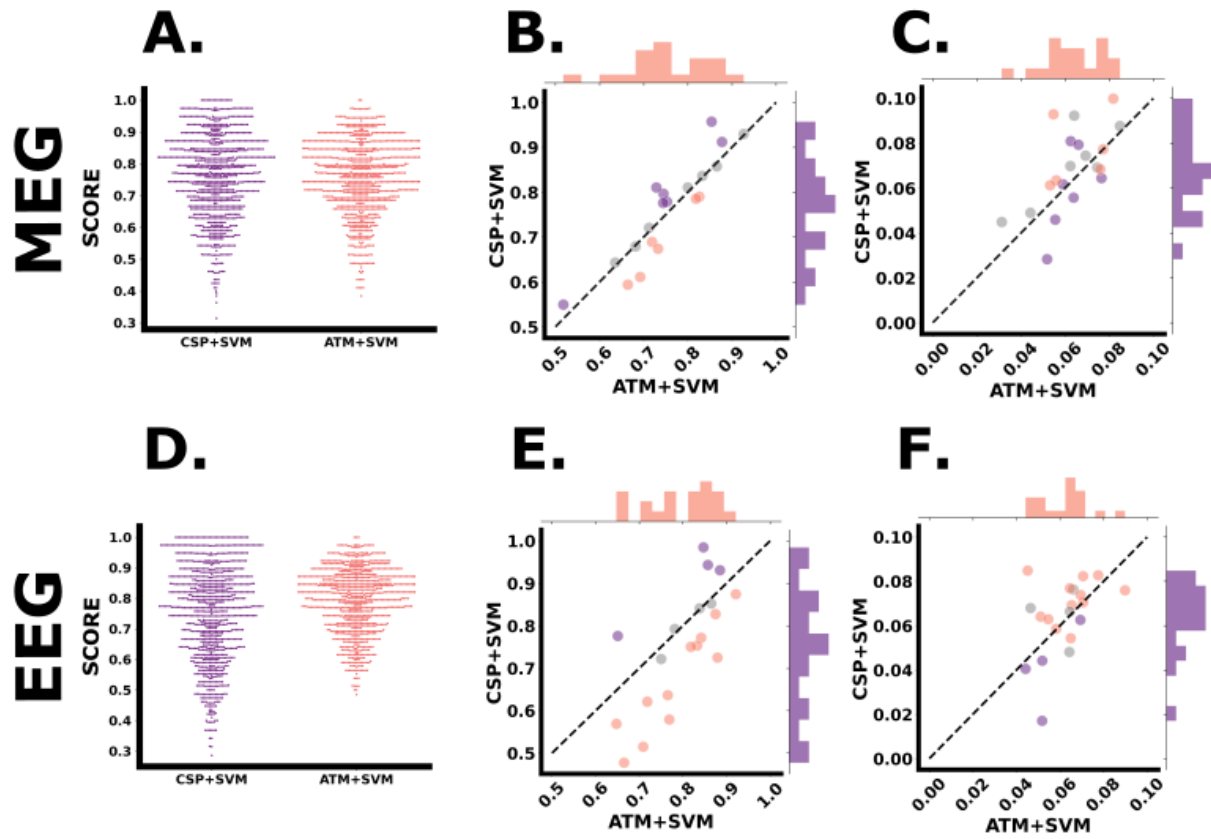 A.
B.
C.
MEG
SCORE
1.0
0.9
0.8
0.7
0.6
0.5
0.4
0.3
CSP+SVM
ATM+SVM
CSP+SVM
1.0
0.9
0.8
0.7
0.6
0.5
0.5
0.6
0.7
0.8
0.9
1.0
ATM+SVM
CSP+SVM
0.10
0.08
0.06
0.04
0.02
0.00
0.00
0.02
0.04
0.06
0.08
0.10
ATM+SVM
D.
E.
F.
EEG
SCORE
1.0
0.9
0.8
0.7
0.6
0.5
0.4
0.3
CSP+SVM
ATM+SVM
CSP+SVM
1.0
0.9
0.8
0.7
0.6
0.5
0.5
0.6
0.7
0.8
0.9
1.0
ATM+SVM
CSP+SVM
0.10
0.08
0.06
0.04
0.02
0.00
0.00
0.02
0.04
0.06
0.08
0.10
ATM+SVM